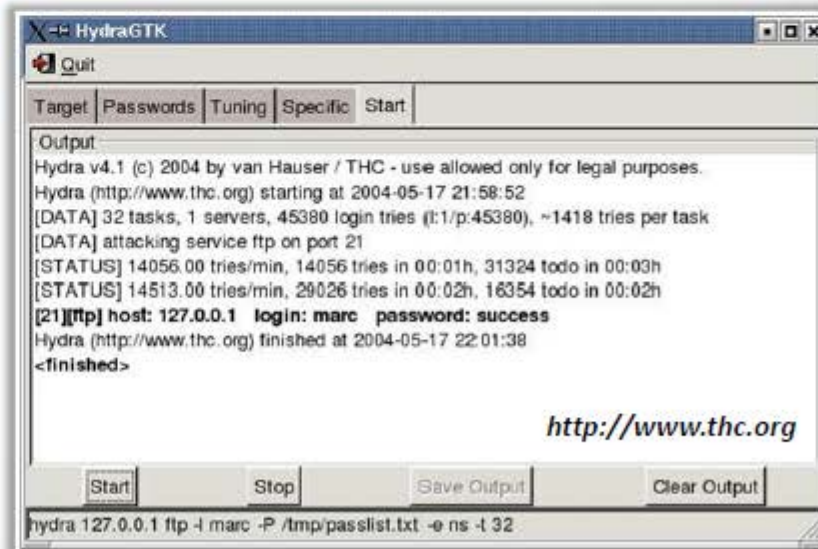 HydraGTK
Quit
Target Passwords Tuning Specific Start
Output
Hydra v4.1 (c) 2004 by van Hauser / THC - use allowed only for legal purposes.
Hydra (http://www.thc.org) starting at 2004-05-17 21:58:52
[DATA] 32 tasks, 1 servers, 45380 login tries (l:1/p:45380), ~1418 tries per task
[DATA] attacking service ftp on port 21
[STATUS] 14056.00 tries/min, 14056 tries in 00:01h, 31324 todo in 00:03h
[STATUS] 14513.00 tries/min, 29026 tries in 00:02h, 16354 todo in 00:02h
[21][ftp] host: 127.0.0.1 login: marc password: success
Hydra (http://www.thc.org) finished at 2004-05-17 22:01:38
<finished>
http://www.thc.org
Start Stop Save Output Clear Output
hydra 127.0.0.1 ftp -l marc -P /tmp/passlist.txt -e ns -t 32